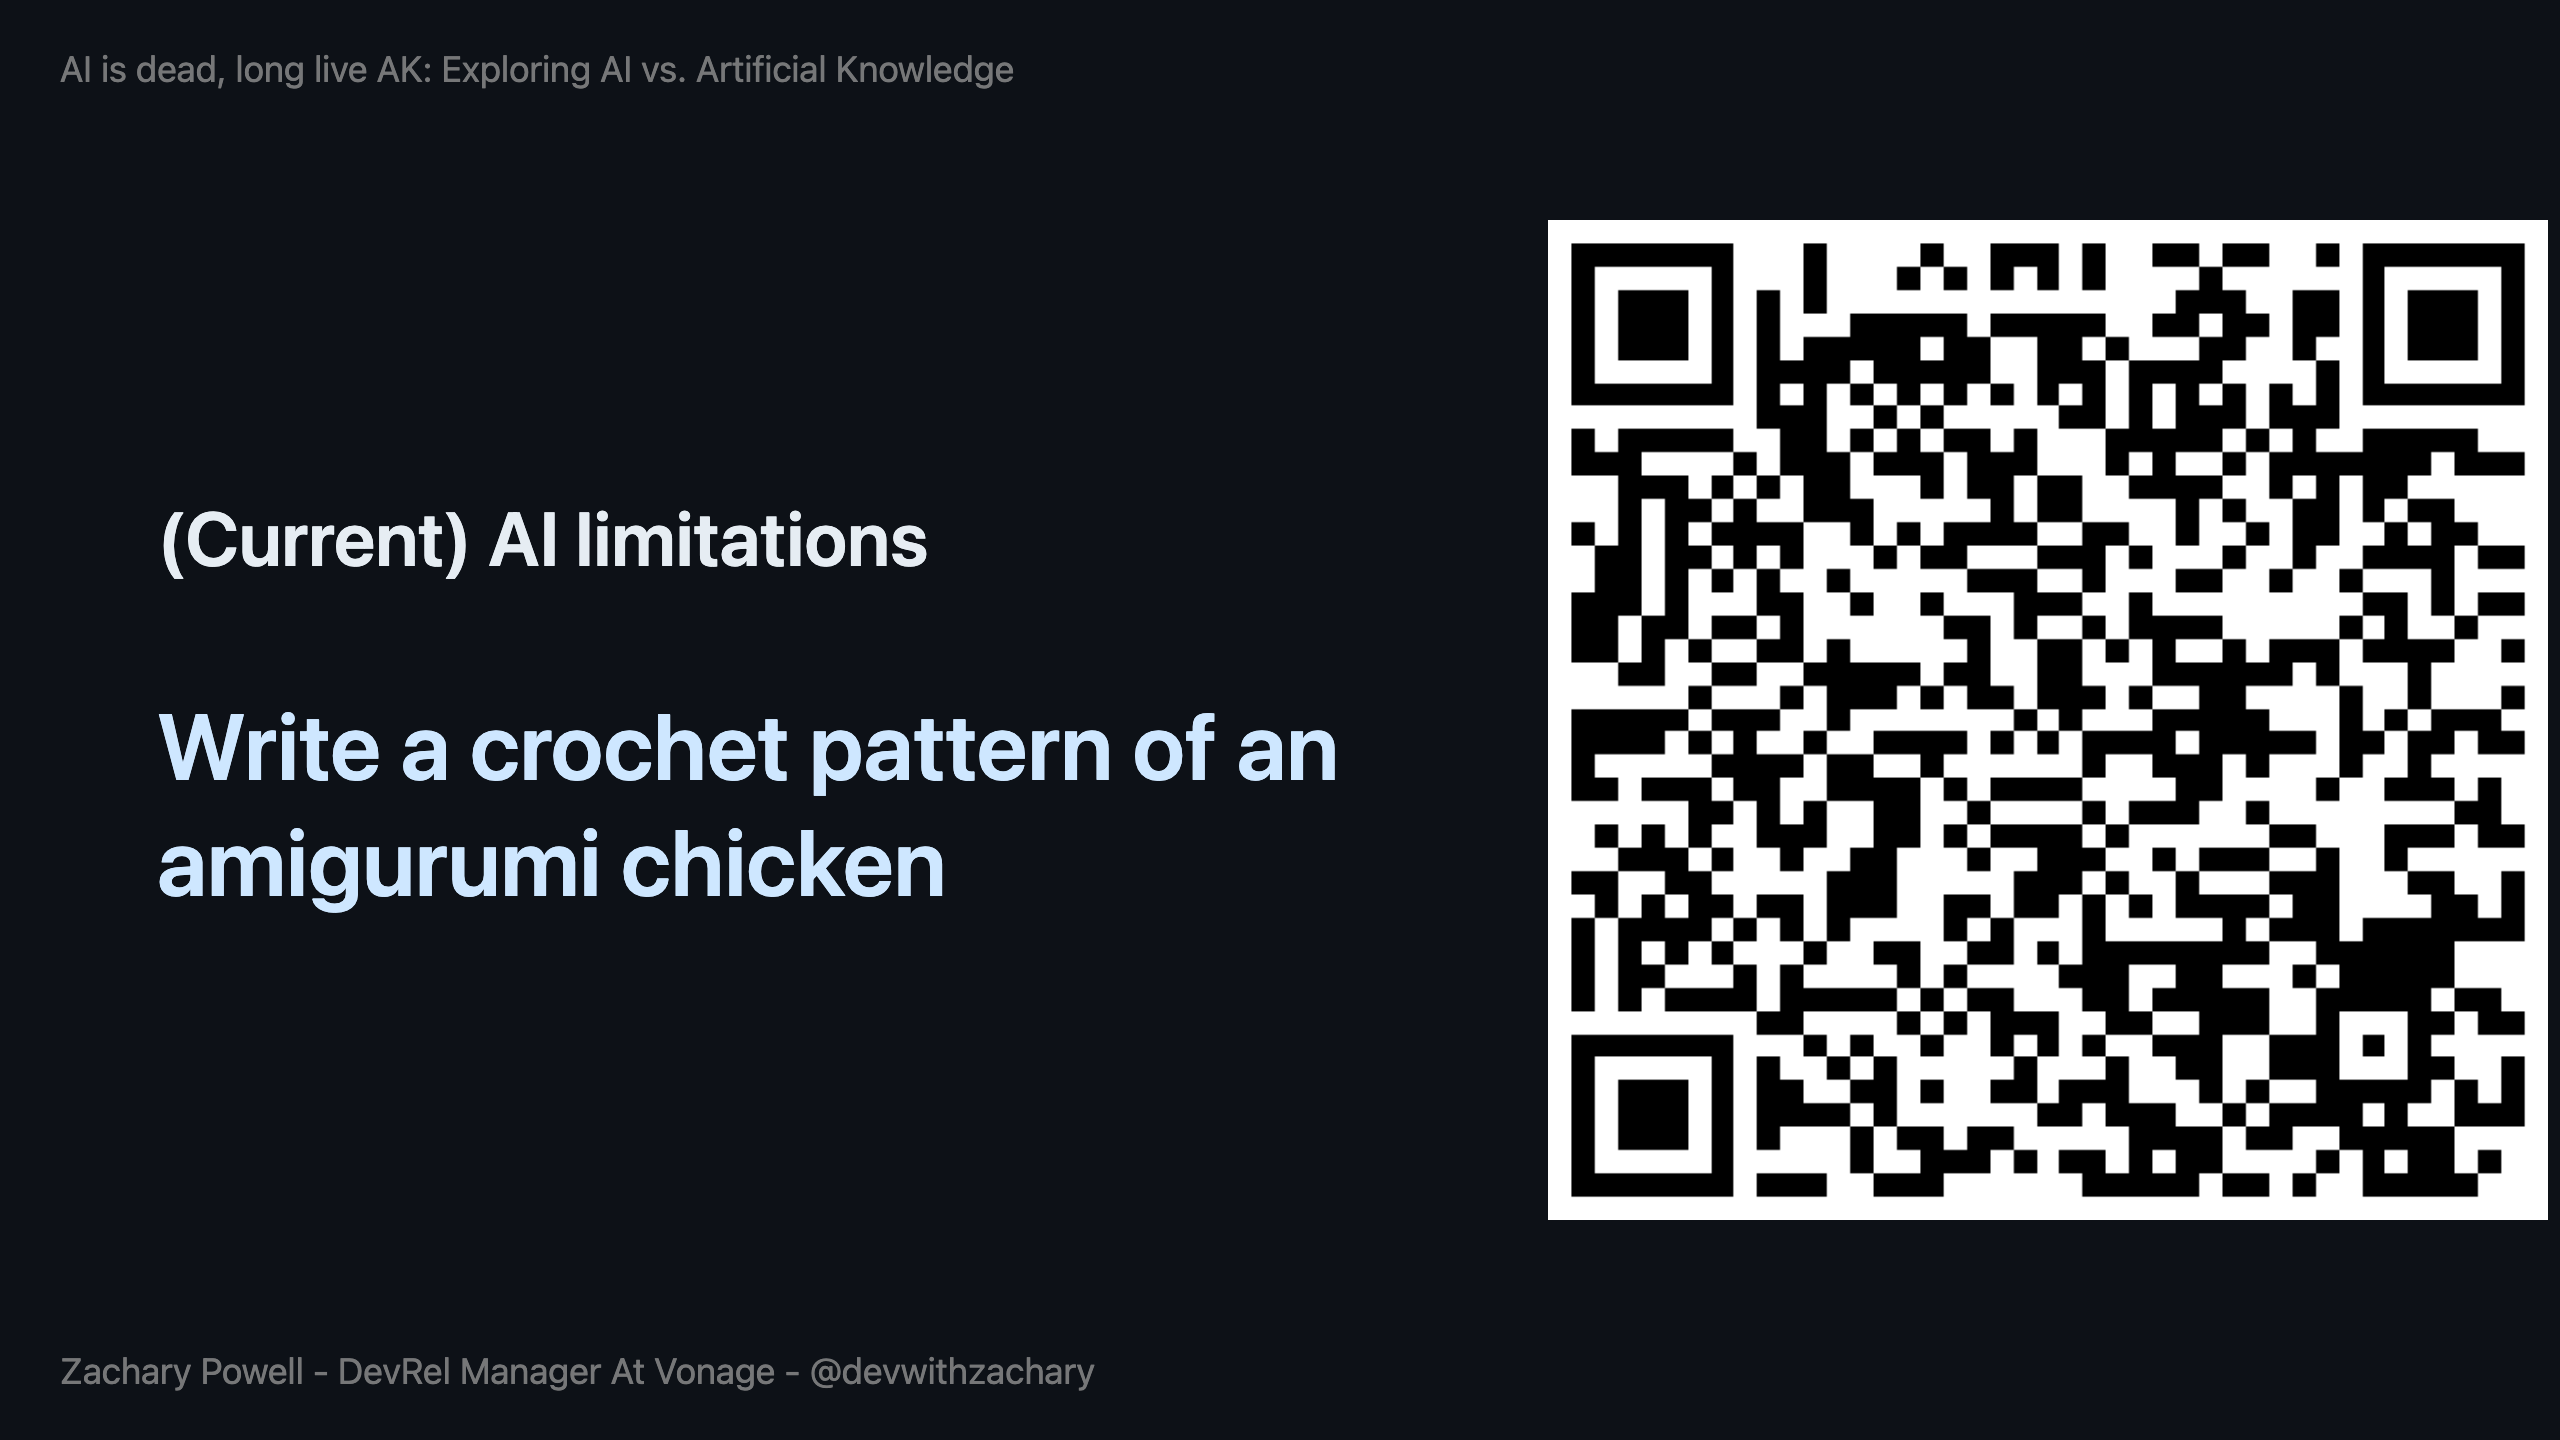 AI is dead, long live AK: Exploring AI vs. Artificial Knowledge
(Current) AI limitations
Write a crochet pattern of an
amigurumi chicken
Zachary Powell - DevRel Manager At Vonage - @devwithzachary